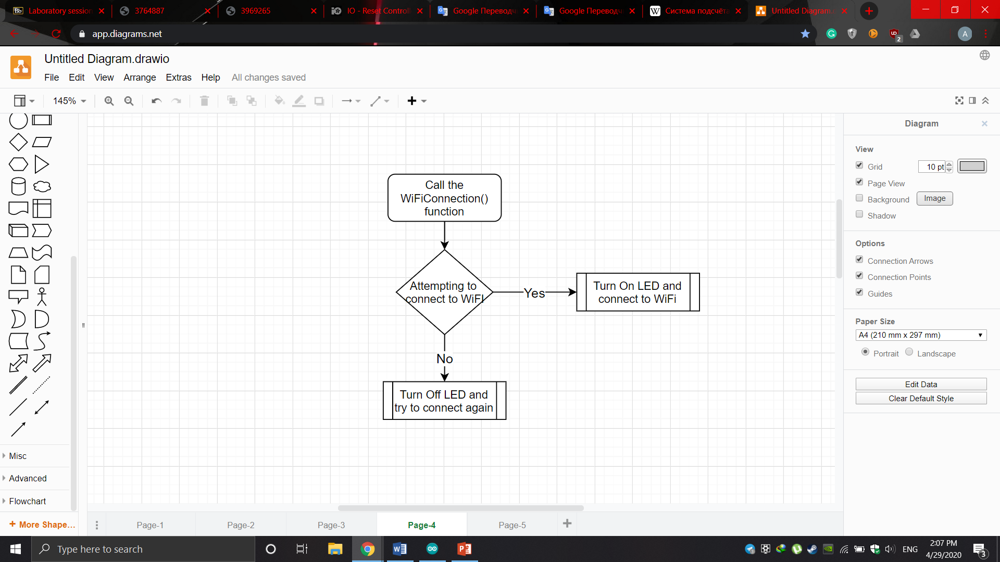 Laboratory session
3764887
3969265
IO - Reset Controll
Google Переводч
Google Переводч
Система подсчёта
Untitled Diagram.
app.diagrams.net
2
A
Untitled Diagram.drawio
File Edit View Arrange Extras Help All changes saved
145%
Diagram
View
Grid
10 pt
Page View
Background
Image
Shadow
Options
Connection Arrows
Connection Points
Guides
Paper Size
A4 (210 mm x 297 mm)
Portrait
Landscape
Edit Data
Clear Default Style
Call the
WiFiConnection()
function
Attempting to
connect to WiFI
Yes
Turn On LED and
connect to WiFi
No
Turn Off LED and
try to connect again
Misc
Advanced
Flowchart
+ More Shape...
Page-1
Page-2
Page-3
Page-4
Page-5
Type here to search
ENG
2:07 PM
4/29/2020
3